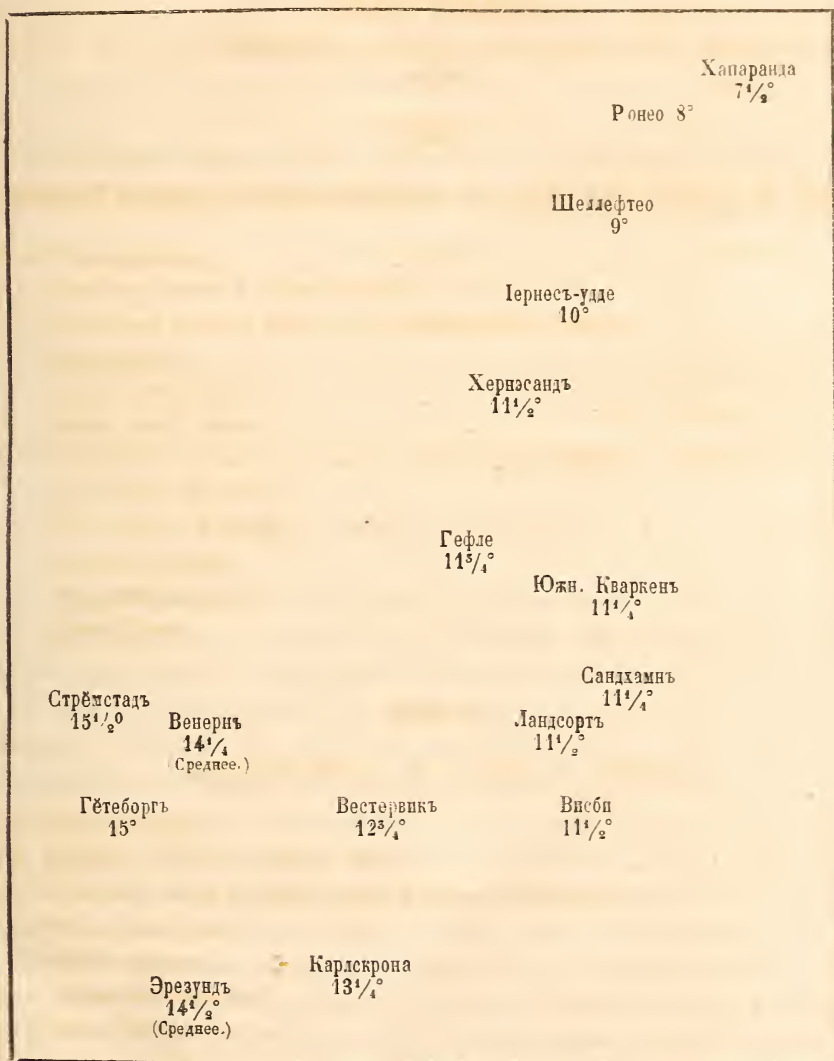 Хапаранда
7½°
Ронео 8°
Шеллефтео
9°
Іернесъ-удде
10°
Хернэсандъ
11½°
Гефле
11¾°
Южн. Кваркенъ
11¼°
Сандхамнъ
11¼°
Стрёмстадъ
15½°
Венернъ
14¼
(Среднее.)
Ландсортъ
11½°
Гётеборгъ
15°
Вестервикъ
12¾°
Висби
11½°
Карлскрона
13¼°
Эрезундъ
14½°
(Среднее.)